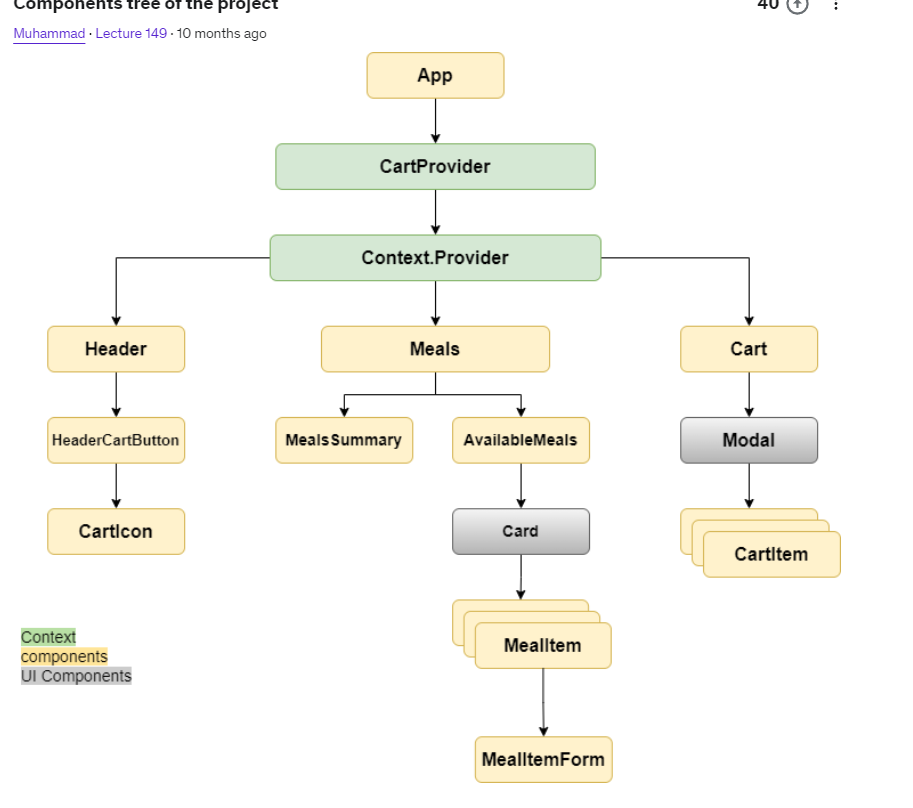 Components tree of the project
40
Muhammad · Lecture 149 · 10 months ago
App
CartProvider
Context.Provider
Header
Meals
Cart
HeaderCartButton
MealsSummary
AvailableMeals
Modal
CartIcon
Card
CartItem
MealItem
MealItemForm
Context
components
UI Components